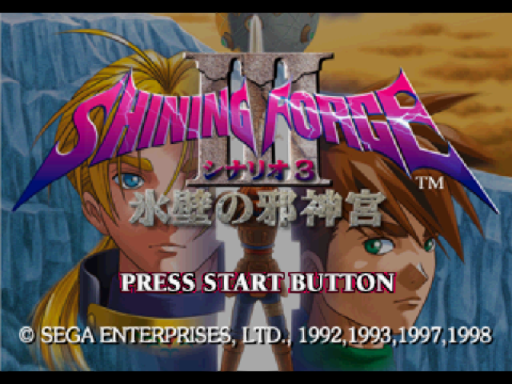 SHINING FORCE
III
シナリオ3
TM
氷壁の邪神宮
PRESS START BUTTON
© SEGA ENTERPRISES, LTD., 1992,1993,1997,1998